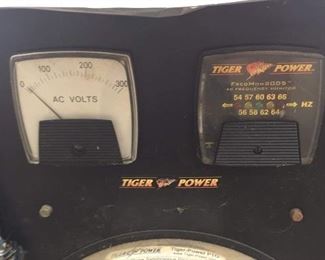 0 100 200 300
AC VOLTS
TIGER POWER
AC FREQUENCY MONITOR
54 57 60 63 66
HZ
56 58 62 64
TIGER POWER
POWER
Tiger-Power